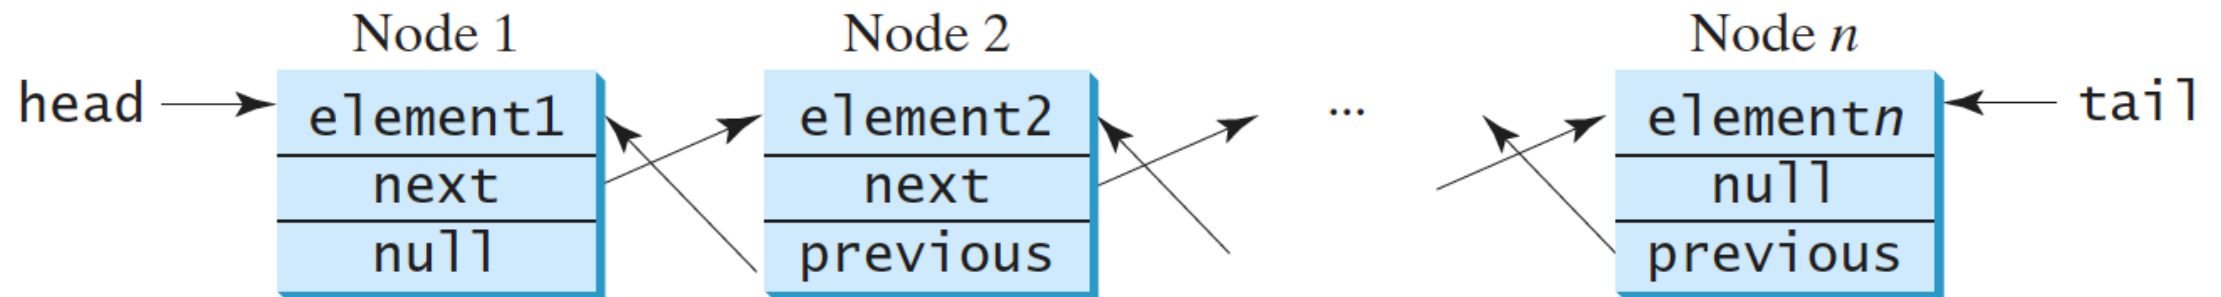 Node 1 Node 2 Node n
head element1 element2 ... elementn tail
next next null
null previous previous